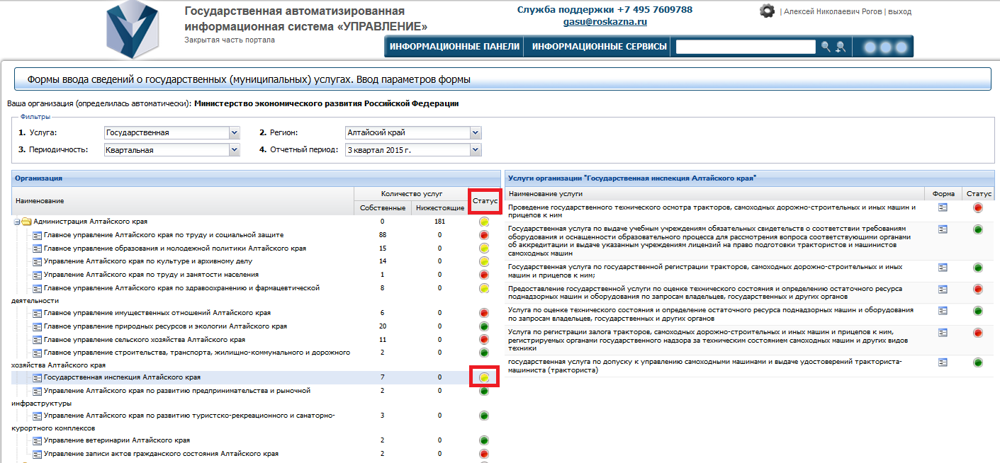 Государственная автоматизированная
информационная система «УПРАВЛЕНИЕ»
Закрытая часть портала
Служба поддержки +7 495 7609788
gasu@roskazna.ru
| Алексей Николаевич Рогов | выход
ИНФОРМАЦИОННЫЕ ПАНЕЛИ
ИНФОРМАЦИОННЫЕ СЕРВИСЫ
Формы ввода сведений о государственных (муниципальных) услугах. Ввод параметров формы
Ваша организация (определилась автоматически): Министерство экономического развития Российской Федерации
Фильтры
1. Услуга: Государственная 2. Регион: Алтайский край
3. Периодичность: Квартальная 4. Отчетный период: 3 квартал 2015 г.
Организация
Наименование Количество услуг Статус
Собственные Нижестоящие
Администрация Алтайского края 0 181
Главное управление Алтайского края по труду и социальной защите 88 0
Главное управление образования и молодежной политики Алтайского края 15 0
Управление Алтайского края по культуре и архивному делу 14 0
Управление Алтайского края по труду и занятости населения 1 0
Главное управление Алтайского края по здравоохранению и фармацевтической 8 0
деятельности
Главное управление имущественных отношений Алтайского края 6 0
Главное управление природных ресурсов и экологии Алтайского края 20 0
Главное управление сельского хозяйства Алтайского края 11 0
Главное управление строительства, транспорта, жилищно-коммунального и дорожного 2 0
хозяйства Алтайского края
Государственная инспекция Алтайского края 7 0
Управление Алтайского края по развитию предпринимательства и рыночной 2 0
инфраструктуры
Управление Алтайского края по развитию туристско-рекреационного и санаторно- 3 0
курортного комплексов
Управление ветеринарии Алтайского края 2 0
Управление записи актов гражданского состояния Алтайского края 2 0
Услуги организации "Государственная инспекция Алтайского края"
Наименование услуги Форма Статус
Проведение государственного технического осмотра тракторов, самоходных дорожно-строительных и иных машин и
прицепов к ним
Государственная услуга по выдаче учебным учреждениям обязательных свидетельств о соответствии требованиям
оборудования и оснащенности образовательного процесса для рассмотрения вопроса соответствующими органами
об аккредитации и выдаче указанным учреждениям лицензий на право подготовки трактористов и машинистов
самоходных машин
Государственная услуга по государственной регистрации тракторов, самоходных дорожно-строительных и иных
машин и прицепов к ним;
Предоставление государственной услуги по оценке технического состояния и определению остаточного ресурса
поднадзорных машин и оборудования по запросам владельцев, государственных и других органов
Услуга по оценке технического состояния и определение остаточного ресурса поднадзорных машин и оборудования
по запросам владельцев, государственных и других органов
Услуга по регистрации залога тракторов, самоходных дорожно-строительных и иных машин и прицепов к ним,
регистрируемых органами государственного надзора за техническим состоянием самоходных машин и других видов
техники
государственная услуга по допуску к управлению самоходными машинами и выдаче удостоверений тракториста-
машиниста (тракториста)